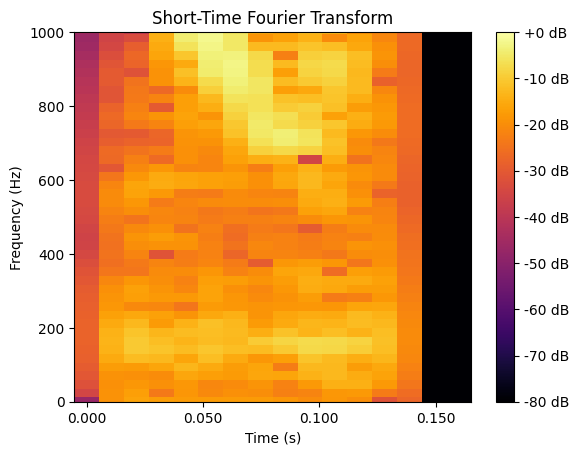 Short-Time Fourier Transform
1000
800
600
400
200
0
Frequency (Hz)
0.000
0.050
0.100
0.150
Time (s)
+0 dB
-10 dB
-20 dB
-30 dB
-40 dB
-50 dB
-60 dB
-70 dB
-80 dB